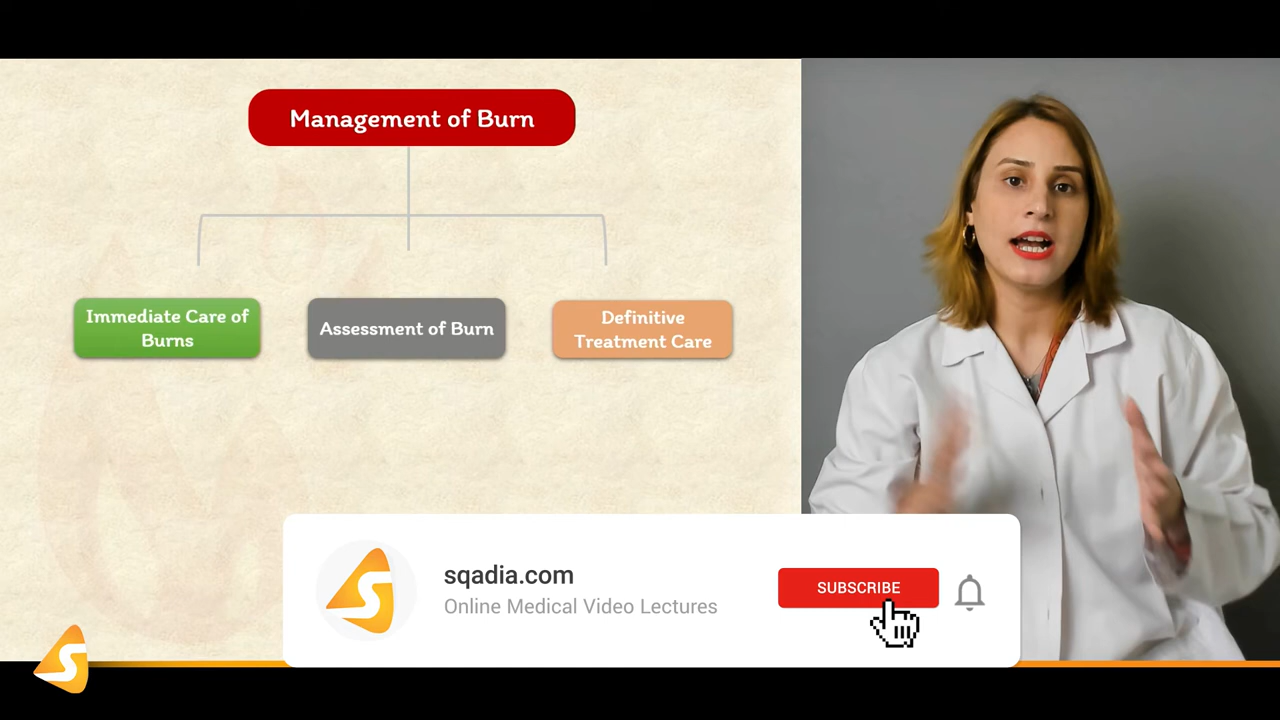 Management of Burn
Immediate Care of
Burns
Assessment of Burn
Definitive
Treatment Care
sqadia.com
Online Medical Video Lectures
SUBSCRIBE